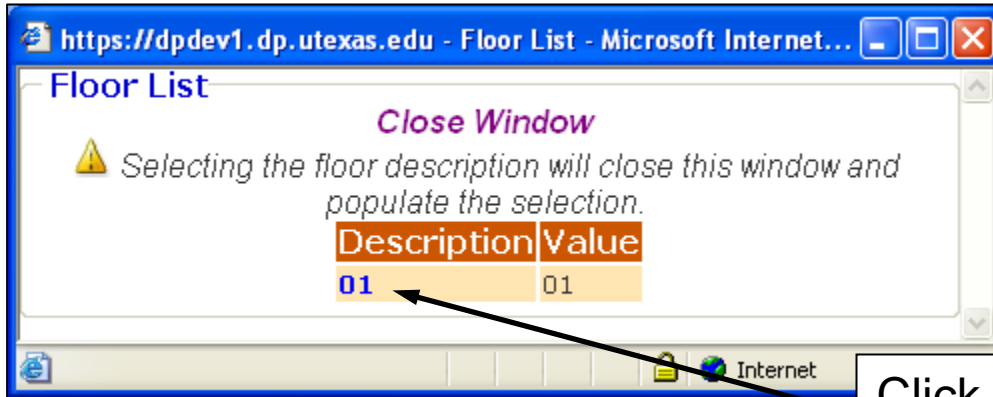 https://dpdev1.dp.utexas.edu - Floor List - Microsoft Internet...
Floor List
Close Window
Selecting the floor description will close this window and
populate the selection.
Description Value
01 01
Internet
Click